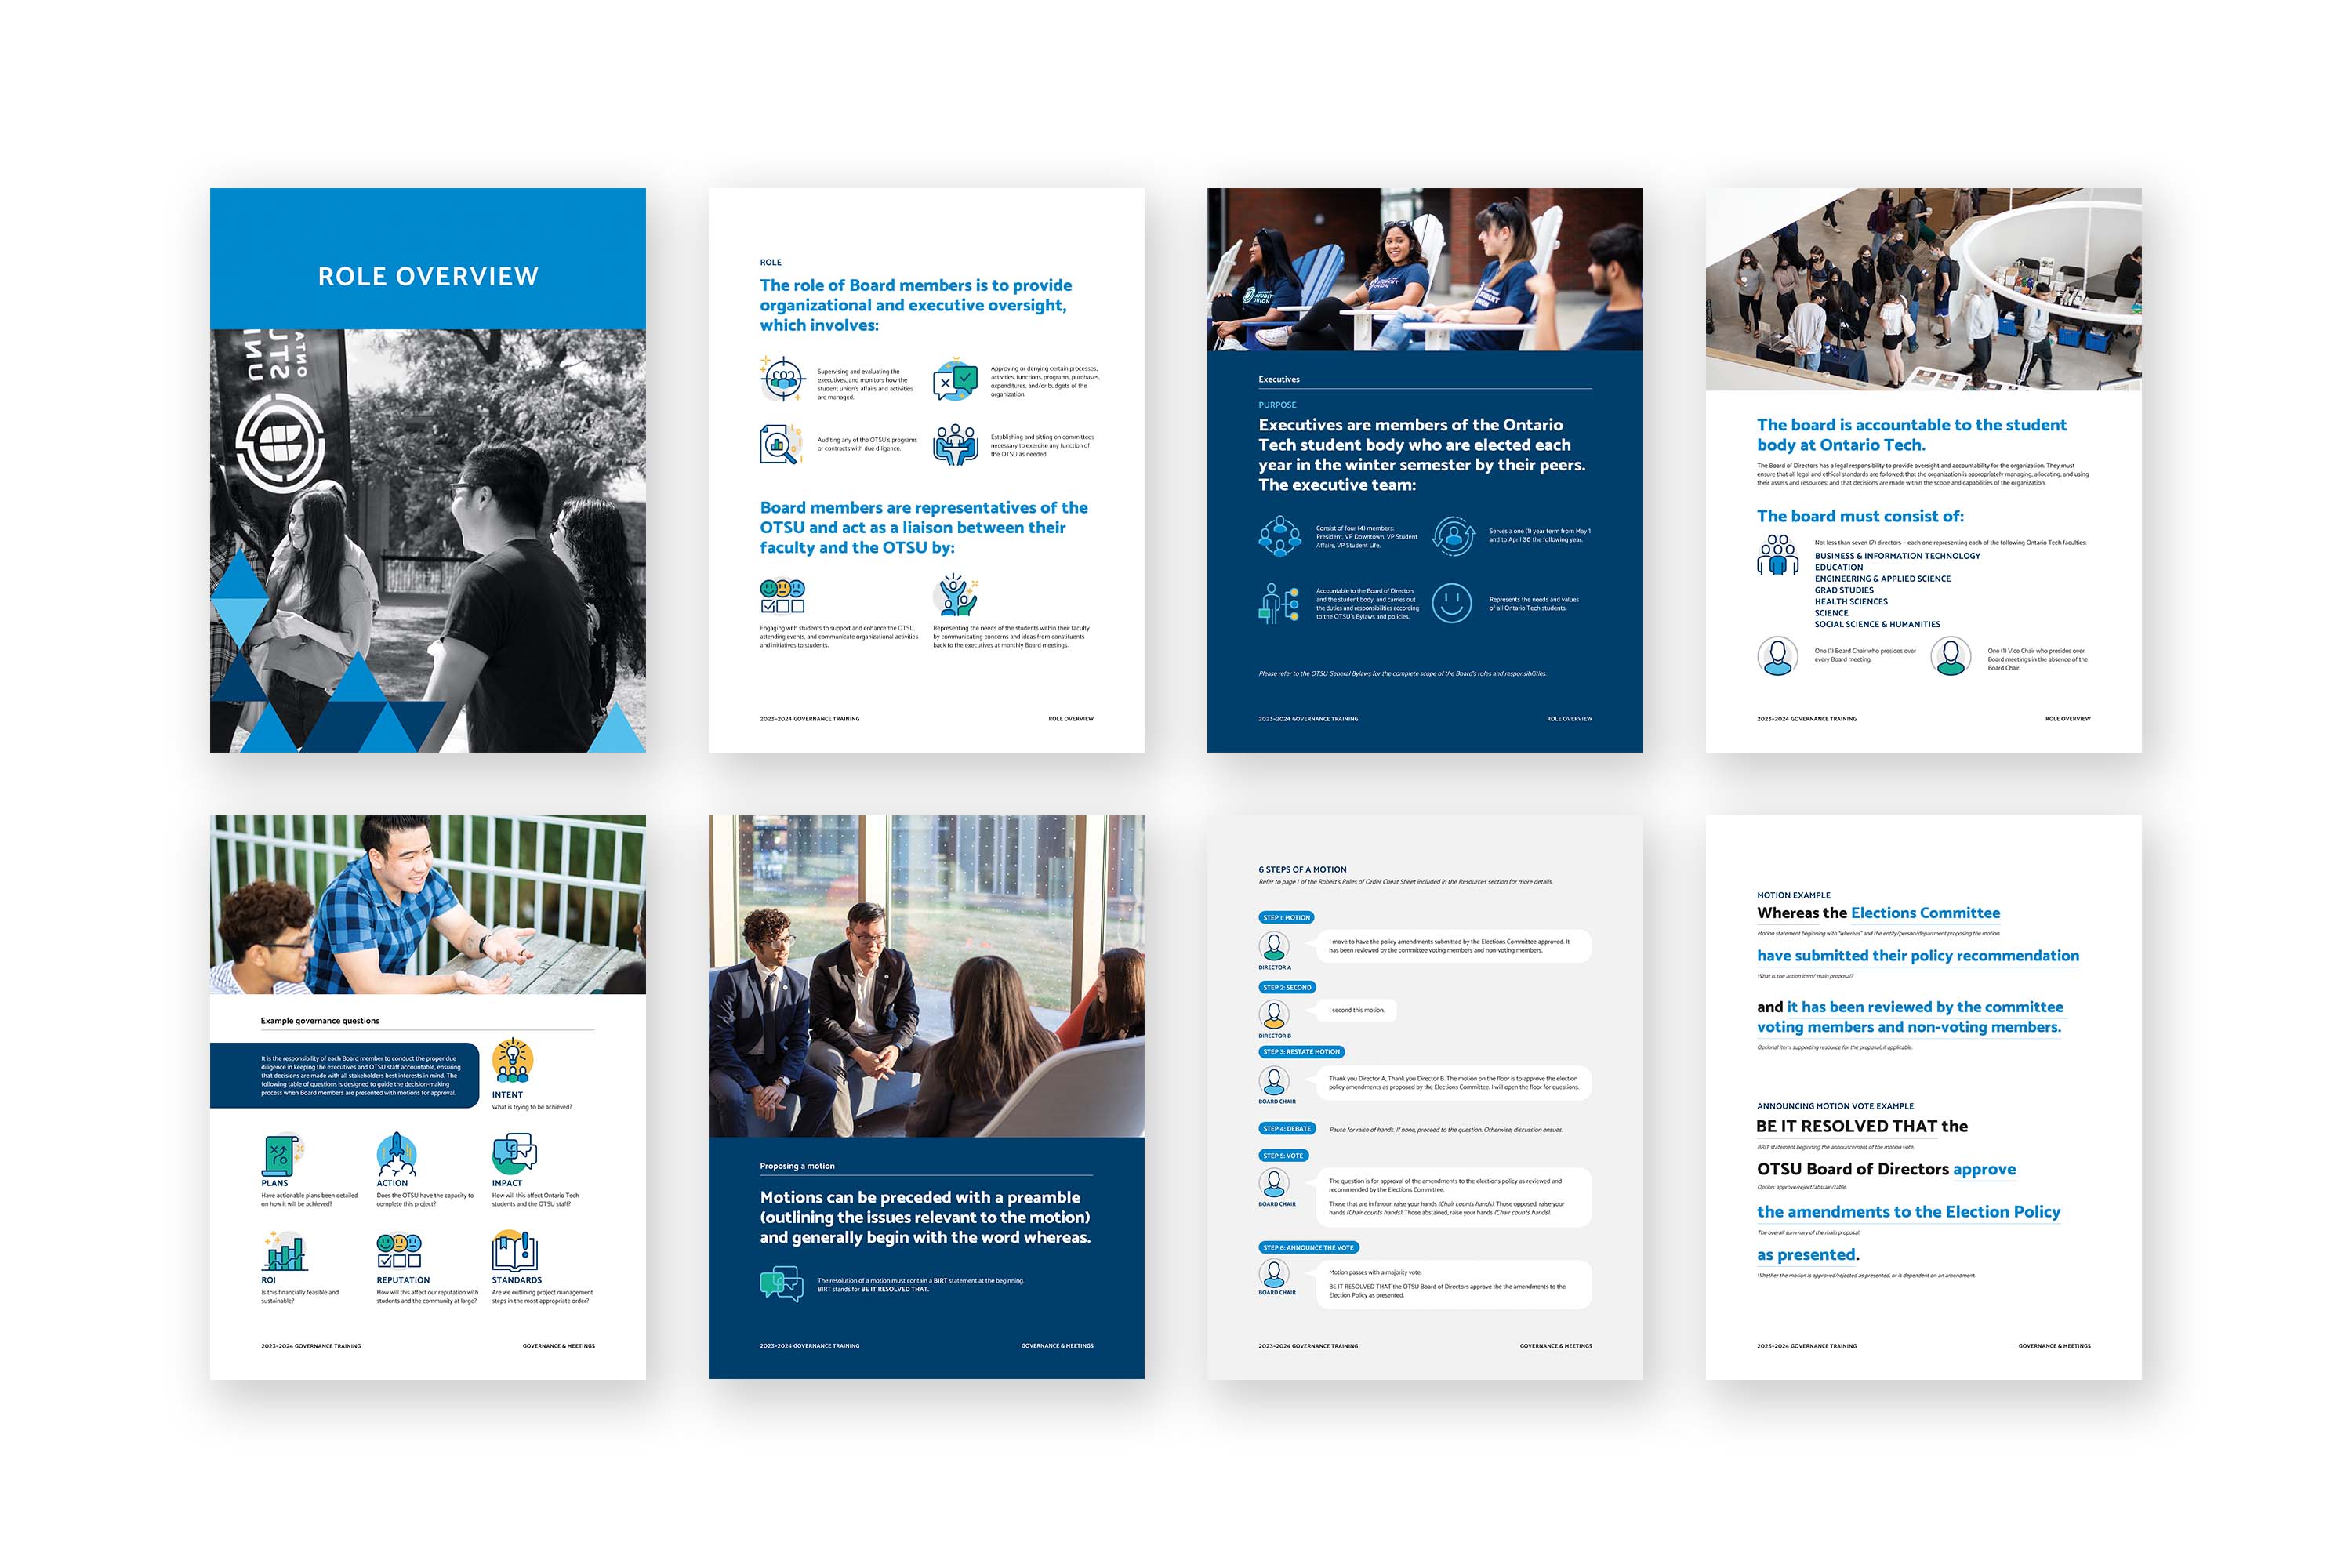 ROLE OVERVIEW
ROLE
The role of Board members is to provide
organizational and executive oversight,
which involves:
Supervising and evaluating the
executives, and monitors how the
student union's affairs and activities
are managed.
Approving or denying certain processes,
activities, functions, programs, purchases,
expenditures, and/or budgets of the
organization.
Auditing any of the OTSU's programs
or contracts with due diligence.
Establishing and sitting on committees
necessary to exercise any function of
the OTSU as needed.
Board members are representatives of the
OTSU and act as a liaison between their
faculty and the OTSU by:
Engaging with students to support and enhance the OTSU,
attending events, and communicate organizational activities
and initiatives to students.
Representing the needs of the students within their faculty
by communicating concerns and ideas from constituents
back to the executives at monthly Board meetings.
2023–2024 GOVERNANCE TRAINING
ROLE OVERVIEW
Executives
PURPOSE
Executives are members of the Ontario
Tech student body who are elected each
year in the winter semester by their peers.
The executive team:
Consist of four (4) members:
President, VP Downtown, VP Student
Affairs, VP Student Life.
Serves a one (1) year term from May 1
and to April 30 the following year.
Accountable to the Board of Directors
and the student body, and carries out
the duties and responsibilities according
to the OTSU's Bylaws and policies.
Represents the needs and values
of all Ontario Tech students.
Please refer to the OTSU General Bylaws for the complete scope of the Board's roles and responsibilities.
2023–2024 GOVERNANCE TRAINING
ROLE OVERVIEW
The board is accountable to the student
body at Ontario Tech.
The Board of Directors has a legal responsibility to provide oversight and accountability for the organization. They must
ensure that all legal and ethical standards are followed; that the organization is appropriately managing, allocating, and using
their assets and resources; and that decisions are made within the scope and capabilities of the organization.
The board must consist of:
Not less than seven (7) directors – each one representing each of the following Ontario Tech faculties:
BUSINESS & INFORMATION TECHNOLOGY
EDUCATION
ENGINEERING & APPLIED SCIENCE
GRAD STUDIES
HEALTH SCIENCES
SCIENCE
SOCIAL SCIENCE & HUMANITIES
One (1) Board Chair who presides over
every Board meeting.
One (1) Vice Chair who presides over
Board meetings in the absence of the
Board Chair.
2023–2024 GOVERNANCE TRAINING
ROLE OVERVIEW
Example governance questions
It is the responsibility of each Board member to conduct the proper due
diligence in keeping the executives and OTSU staff accountable, ensuring
that decisions are made with all stakeholders best interests in mind. The
following table of questions is designed to guide the decision-making
process when Board members are presented with motions for approval.
INTENT
What is trying to be achieved?
PLANS
Have actionable plans been detailed
on how it will be achieved?
ACTION
Does the OTSU have the capacity to
complete this project?
IMPACT
How will this affect Ontario Tech
students and the OTSU staff?
ROI
Is this financially feasible and
sustainable?
REPUTATION
How will this affect our reputation with
students and the community at large?
STANDARDS
Are we outlining project management
steps in the most appropriate order?
2023–2024 GOVERNANCE TRAINING
GOVERNANCE & MEETINGS
Proposing a motion
Motions can be preceded with a preamble
(outlining the issues relevant to the motion)
and generally begin with the word whereas.
The resolution of a motion must contain a BIRT statement at the beginning.
BIRT stands for BE IT RESOLVED THAT.
2023–2024 GOVERNANCE TRAINING
GOVERNANCE & MEETINGS
6 STEPS OF A MOTION
Refer to page 1 of the Robert's Rules of Order Cheat Sheet included in the Resources section for more details.
STEP 1: MOTION
I move to have the policy amendments submitted by the Elections Committee approved. It
has been reviewed by the committee voting members and non-voting members.
DIRECTOR A
STEP 2: SECOND
I second this motion.
DIRECTOR B
STEP 3: RESTATE MOTION
Thank you Director A, Thank you Director B. The motion on the floor is to approve the election
policy amendments as proposed by the Elections Committee. I will open the floor for questions.
BOARD CHAIR
STEP 4: DEBATE
Pause for raise of hands. If none, proceed to the question. Otherwise, discussion ensues.
STEP 5: VOTE
The question is for approval of the amendments to the elections policy as reviewed and
recommended by the Elections Committee.
Those that are in favour, raise your hands (Chair counts hands). Those opposed, raise your
hands (Chair counts hands). Those abstained, raise your hands (Chair counts hands).
BOARD CHAIR
STEP 6: ANNOUNCE THE VOTE
Motion passes with a majority vote.
BE IT RESOLVED THAT the OTSU Board of Directors approve the the amendments to the
Election Policy as presented.
BOARD CHAIR
2023–2024 GOVERNANCE TRAINING
GOVERNANCE & MEETINGS
MOTION EXAMPLE
Whereas the Elections Committee
Motion statement beginning with "whereas" and the entity/person/department proposing the motion.
have submitted their policy recommendation
What is the action item/ main proposal?
and it has been reviewed by the committee
voting members and non-voting members.
Optional item: supporting resource for the proposal, if applicable.
ANNOUNCING MOTION VOTE EXAMPLE
BE IT RESOLVED THAT the
BRIT statement beginning the announcement of the motion vote.
OTSU Board of Directors approve
Option: approve/reject/abstain/table.
the amendments to the Election Policy
The overall summary of the main proposal.
as presented.
Whether the motion is approved/rejected as presented, or is dependent on an amendment.
2023–2024 GOVERNANCE TRAINING
GOVERNANCE & MEETINGS